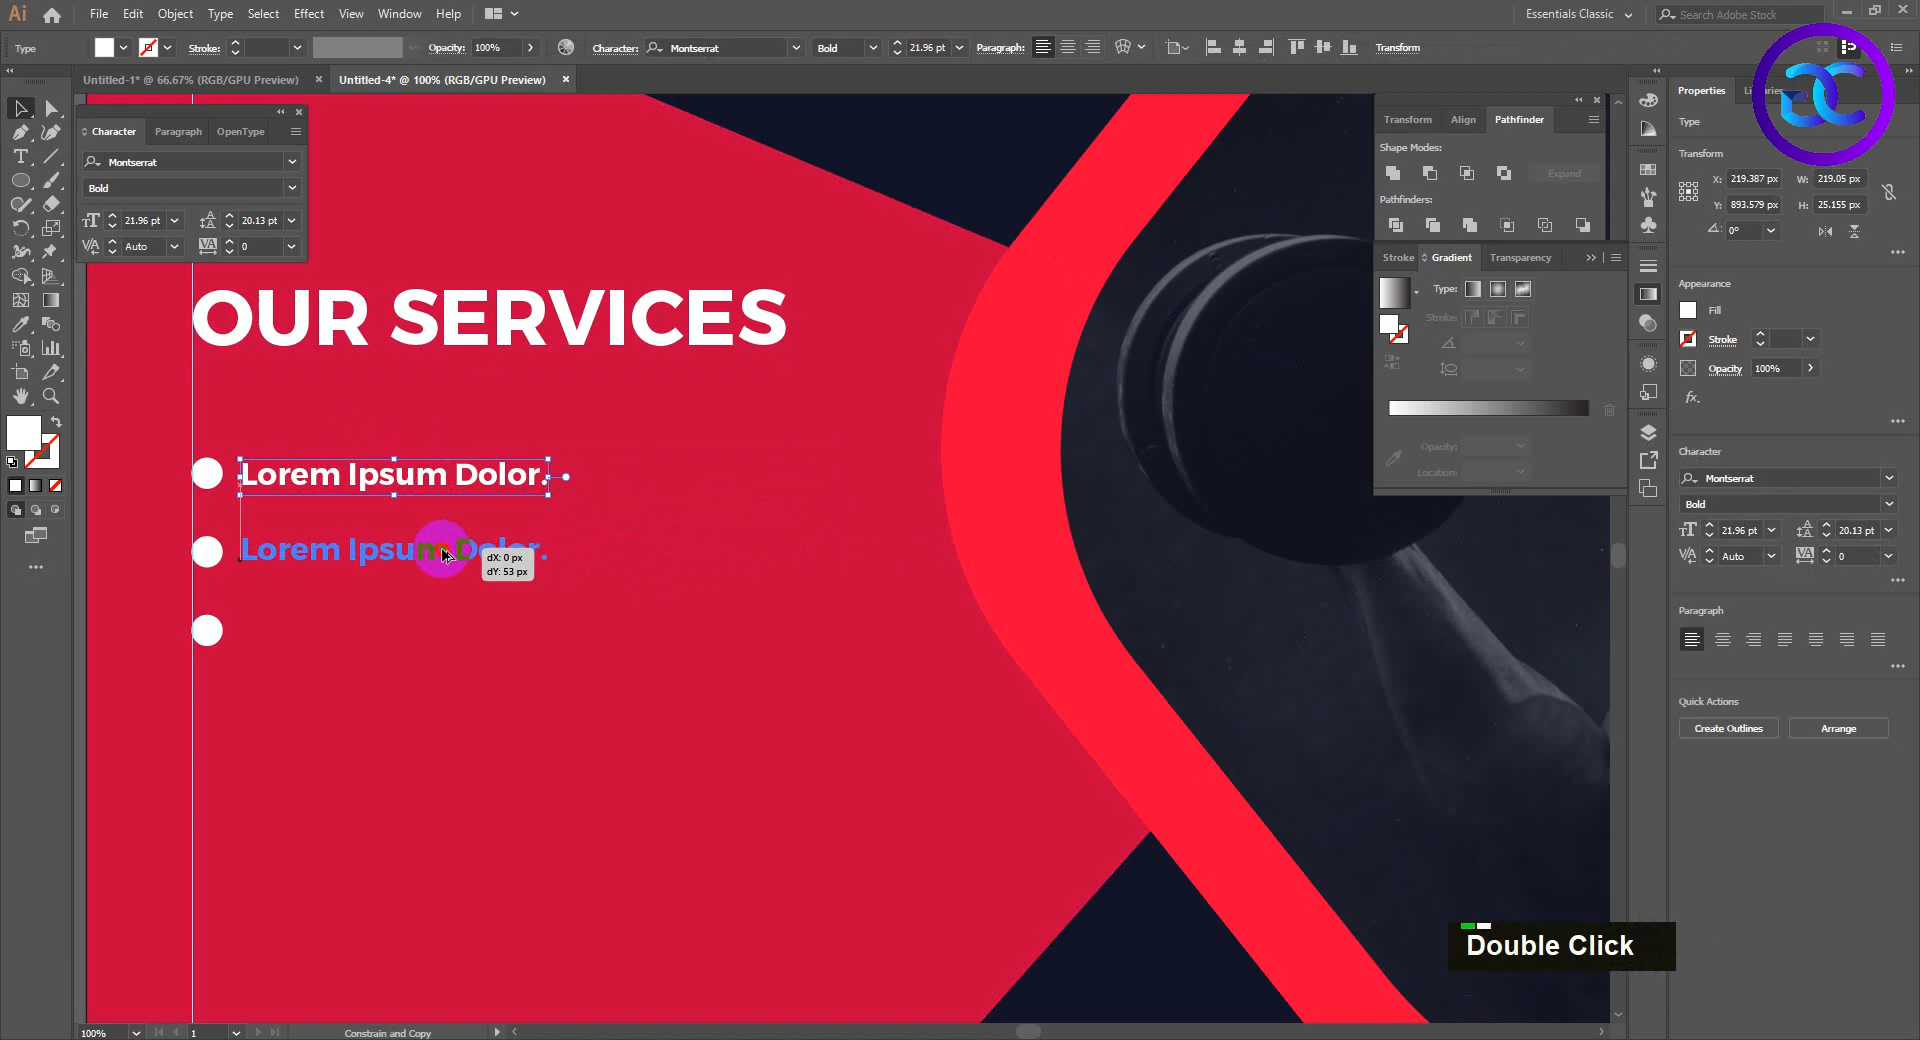 Ai File Edit Object Type Select Effect View Window Help Essentials Classic Search Adobe Stock
Type Stroke: Opacity: 100% Character: Montserrat Bold 21.96 pt Paragraph: Transform
Untitled-1* @ 66.67% (RGB/GPU Preview) Untitled-4* @ 100% (RGB/GPU Preview)
Character Paragraph OpenType
Montserrat
Bold
21.96 pt 20.13 pt
Auto 0
OUR SERVICES
Lorem Ipsum Dolor.
Lorem Ipsum Dolor.
dX: 0 px
dY: 53 px
Transform Align Pathfinder
Shape Modes:
Expand
Pathfinders:
Stroke Gradient Transparency
Type:
Stroke:
Opacity:
Location:
Properties
Type
Transform
X: 219.387 px W: 219.05 px
Y: 893.579 px H: 25.155 px
0°
Appearance
Fill
Stroke
Opacity 100%
fx.
Character
Montserrat
Bold
21.96 pt 20.13 pt
Auto 0
Paragraph
Quick Actions
Create Outlines Arrange
Double Click
100% 1 Constrain and Copy